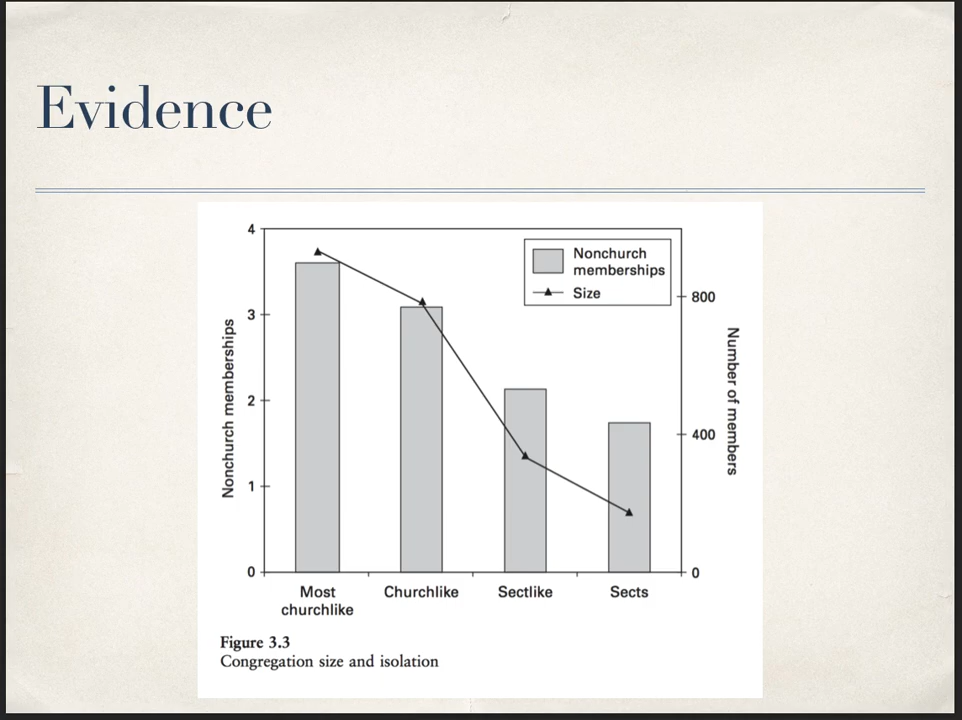 Evidence
4
3
2
1
0
Nonchurch memberships
Nonchurch
memberships
Size
800
400
0
Number of members
Most
churchlike
Churchlike
Sectlike
Sects
Figure 3.3
Congregation size and isolation